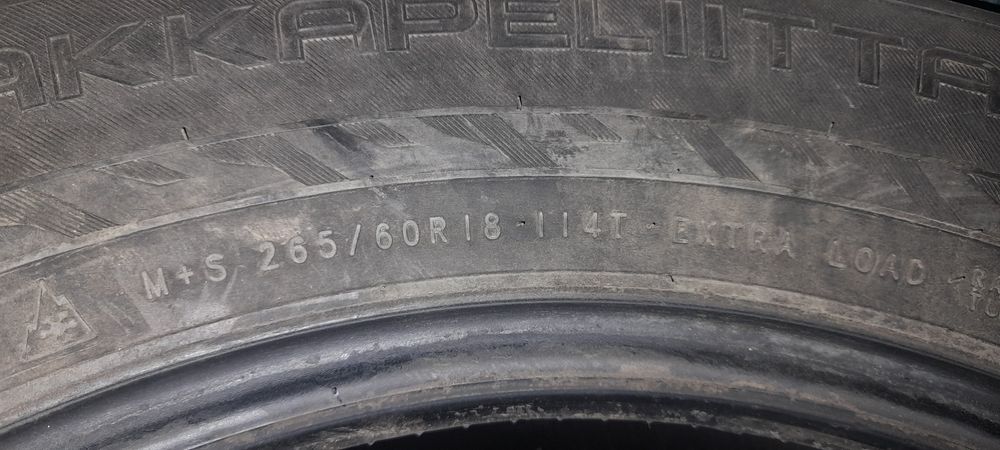 AKKAPELIITTA
M+S 265/60R18 114T EXTRA LOAD